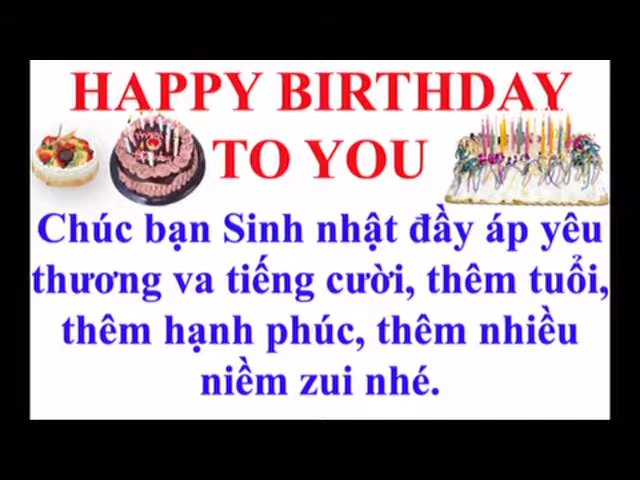 HAPPY BIRTHDAY
TO YOU
Chúc bạn Sinh nhật đầy áp yêu
thương va tiếng cười, thêm tuổi,
thêm hạnh phúc, thêm nhiều
niềm zui nhé.